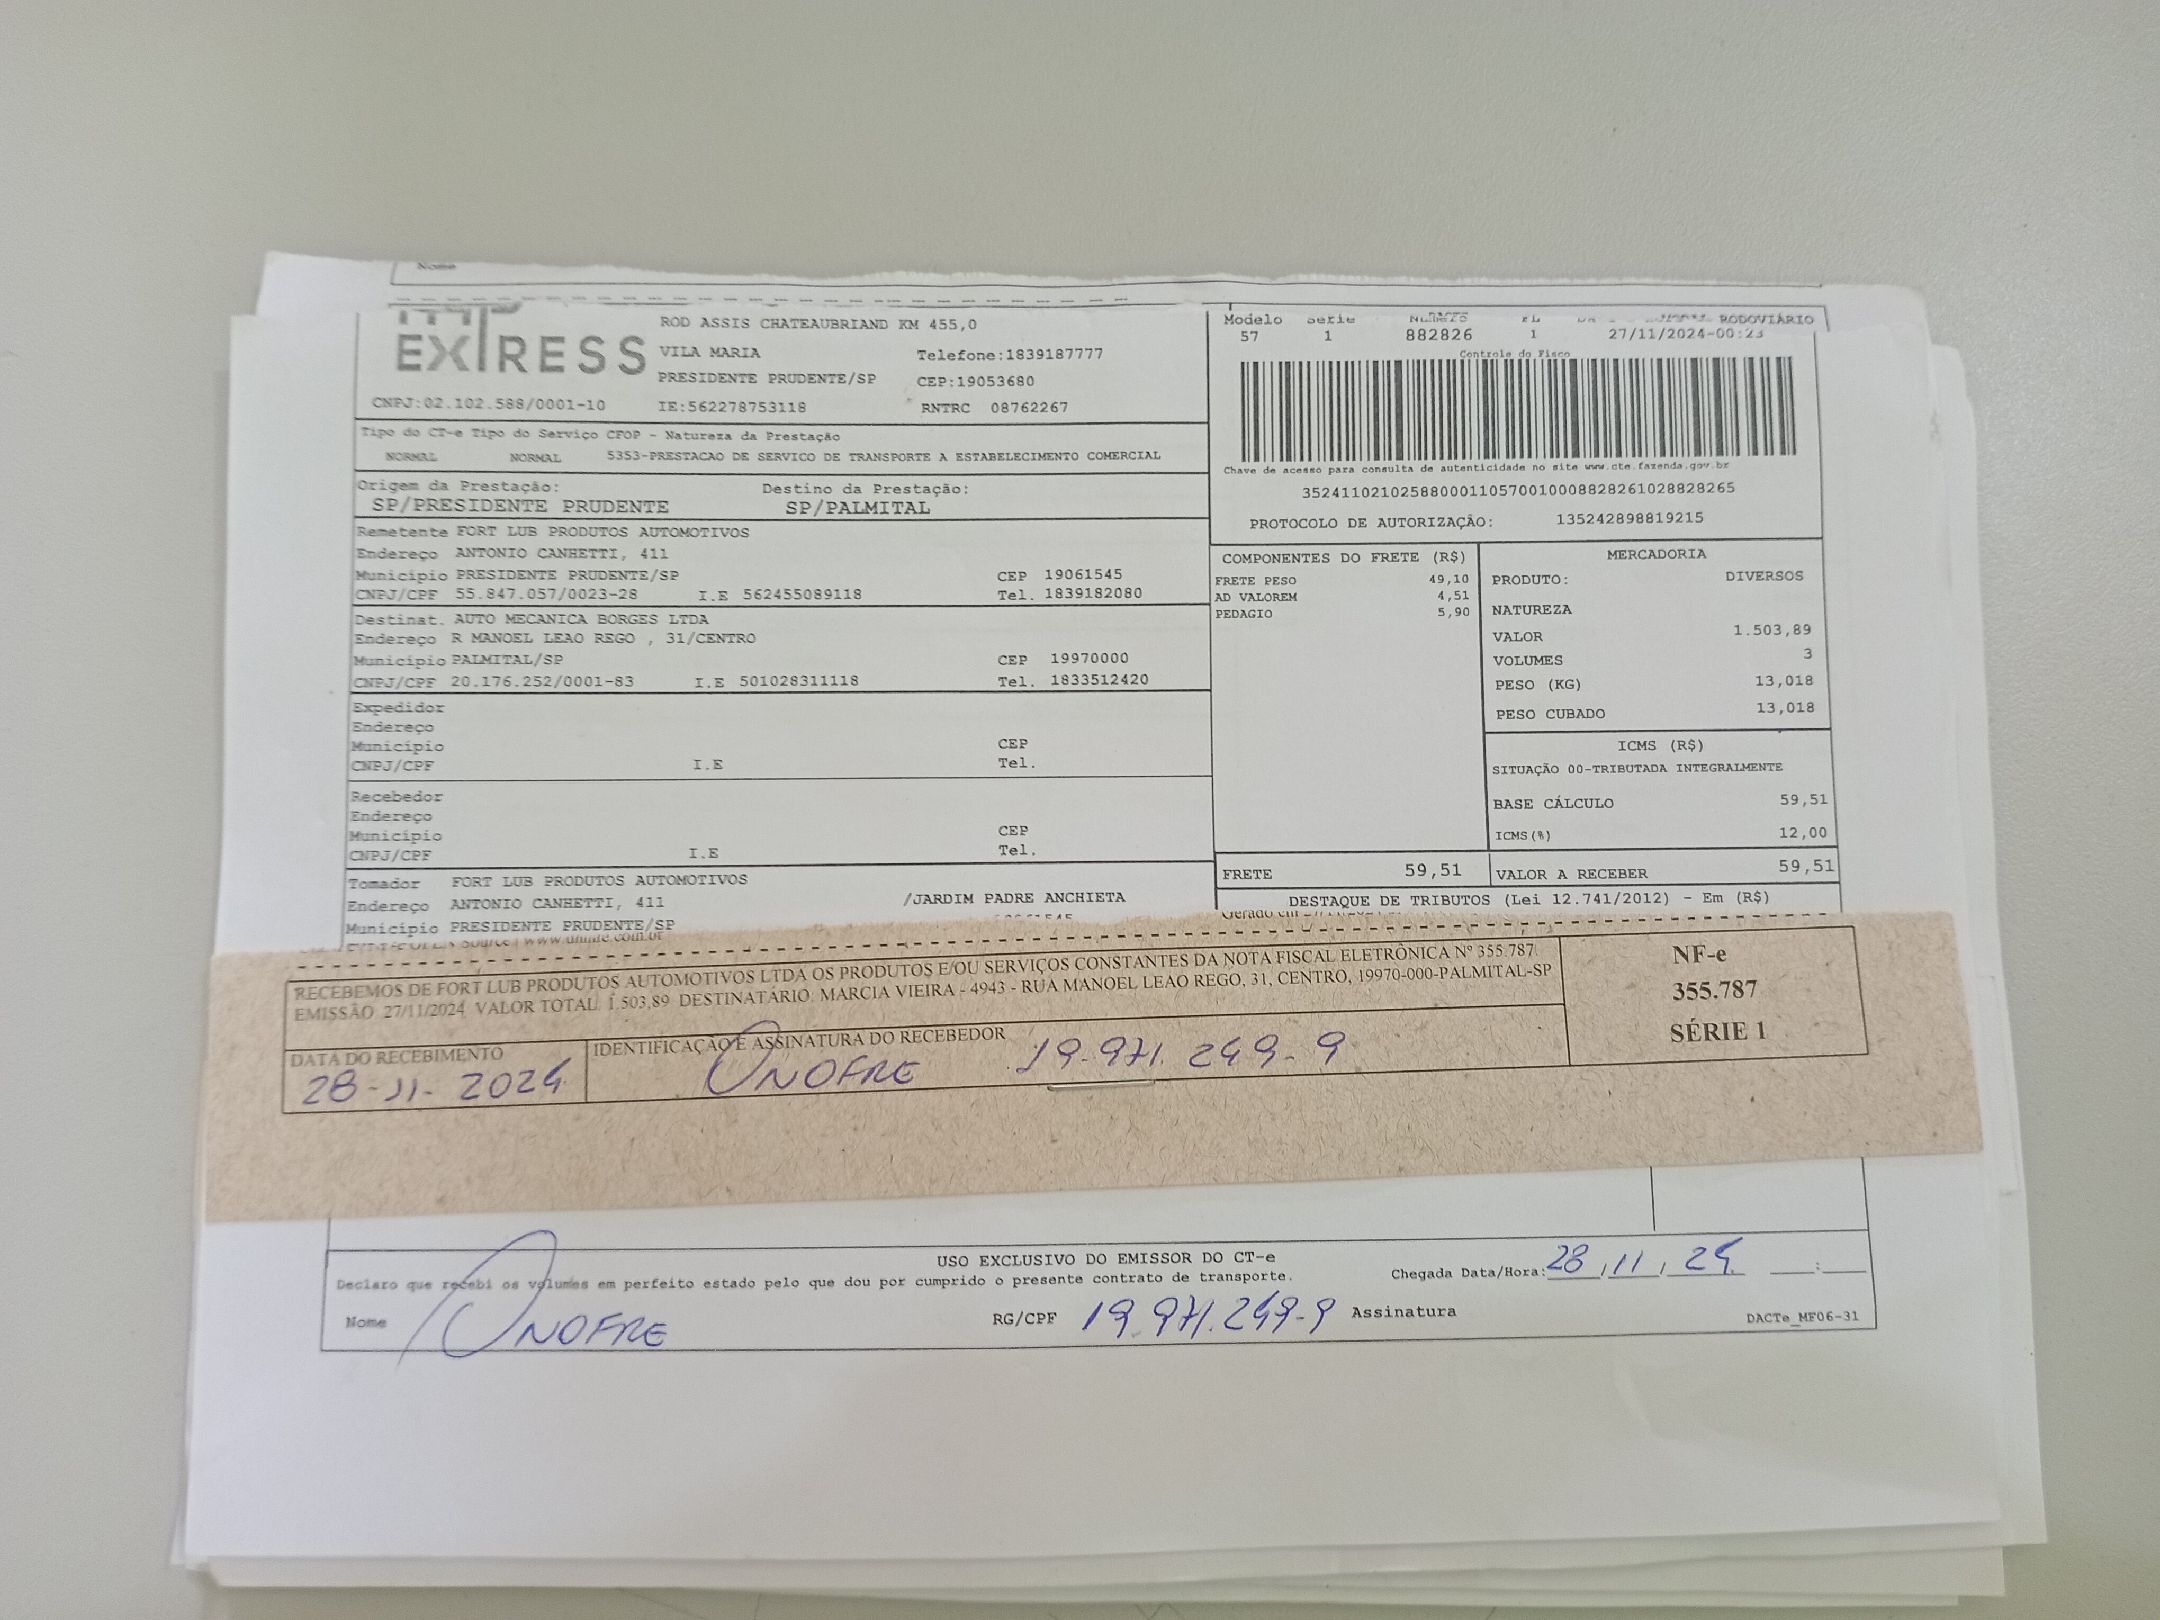 Nome
EXPRESS
ROD ASSIS CHATEAUBRIAND KM 455,0
VILA MARIA
Telefone:1839187777
PRESIDENTE PRUDENTE/SP
CEP:19053680
CNPJ:02.102.588/0001-10
IE:562278753118
RNTRC 08762267
Modelo Serie RODOVIÁRIO
57 1 882826 1 27/11/2024-00:23
Controle do Fisco
Chave de acesso para consulta de autenticidade no site www.cte.fazenda.gov.br
35241102102588000110570010008828261028828265
PROTOCOLO DE AUTORIZAÇÃO: 135242898819215
Tipo do CT-e Tipo do Serviço CFOP - Natureza da Prestação
NORMAL NORMAL 5353-PRESTACAO DE SERVICO DE TRANSPORTE A ESTABELECIMENTO COMERCIAL
Origem da Prestação: Destino da Prestação:
SP/PRESIDENTE PRUDENTE SP/PALMITAL
Remetente FORT LUB PRODUTOS AUTOMOTIVOS
Endereço ANTONIO CANHETTI, 411
Município PRESIDENTE PRUDENTE/SP CEP 19061545
CNPJ/CPF 55.847.057/0023-28 I.E 562455089118 Tel. 1839182080
Destinat. AUTO MECANICA BORGES LTDA
Endereço R MANOEL LEAO REGO , 31/CENTRO
Município PALMITAL/SP CEP 19970000
CNPJ/CPF 20.176.252/0001-83 I.E 501028311118 Tel. 1833512420
Expedidor
Endereço
Município CEP
CNPJ/CPF I.E Tel.
Recebedor
Endereço
Município CEP
CNPJ/CPF I.E Tel.
Tomador FORT LUB PRODUTOS AUTOMOTIVOS
Endereço ANTONIO CANHETTI, 411 /JARDIM PADRE ANCHIETA
Município PRESIDENTE PRUDENTE/SP
COMPONENTES DO FRETE (R$)
FRETE PESO 49,10
AD VALOREM 4,51
PEDAGIO 5,90
MERCADORIA
PRODUTO: DIVERSOS
NATUREZA
VALOR 1.503,89
VOLUMES 3
PESO (KG) 13,018
PESO CUBADO 13,018
ICMS (R$)
SITUAÇÃO 00-TRIBUTADA INTEGRALMENTE
BASE CÁLCULO 59,51
ICMS(%) 12,00
FRETE 59,51
VALOR A RECEBER 59,51
DESTAQUE DE TRIBUTOS (Lei 12.741/2012) - Em (R$)
RECEBEMOS DE FORT LUB PRODUTOS AUTOMOTIVOS LTDA OS PRODUTOS E/OU SERVIÇOS CONSTANTES DA NOTA FISCAL ELETRÔNICA Nº 355.787.
EMISSÃO 27/11/2024 VALOR TOTAL 1.503,89 DESTINATÁRIO: MARCIA VIEIRA - 4943 - RUA MANOEL LEAO REGO, 31, CENTRO, 19970-000-PALMITAL-SP
DATA DO RECEBIMENTO
28-11-2024
IDENTIFICAÇÃO E ASSINATURA DO RECEBEDOR
ONOFRE 19.971.249-9
NF-e
355.787
SÉRIE 1
USO EXCLUSIVO DO EMISSOR DO CT-e
Declaro que recebi os volumes em perfeito estado pelo que dou por cumprido o presente contrato de transporte.
Chegada Data/Hora: 28/11/24 :
Nome ONOFRE RG/CPF 19.971.249-9 Assinatura
DACTe_MF06-31